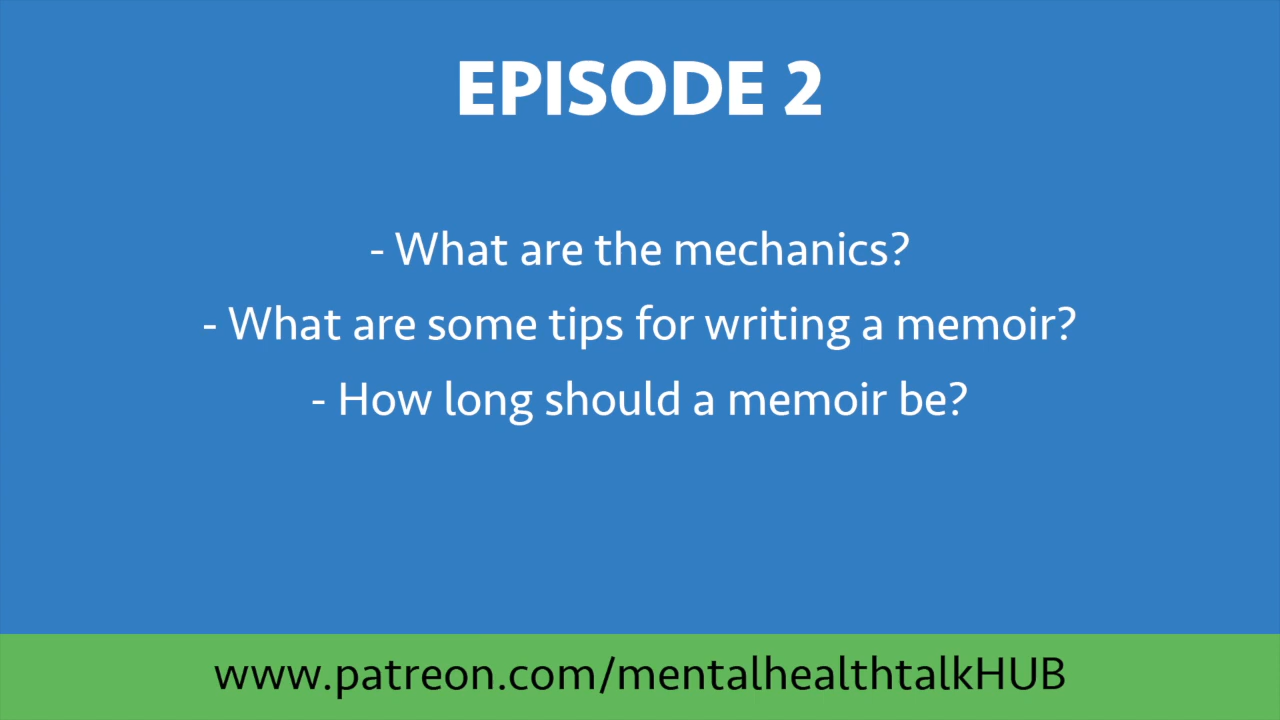 EPISODE 2
- What are the mechanics?
- What are some tips for writing a memoir?
- How long should a memoir be?
www.patreon.com/mentalhealthtalkHUB